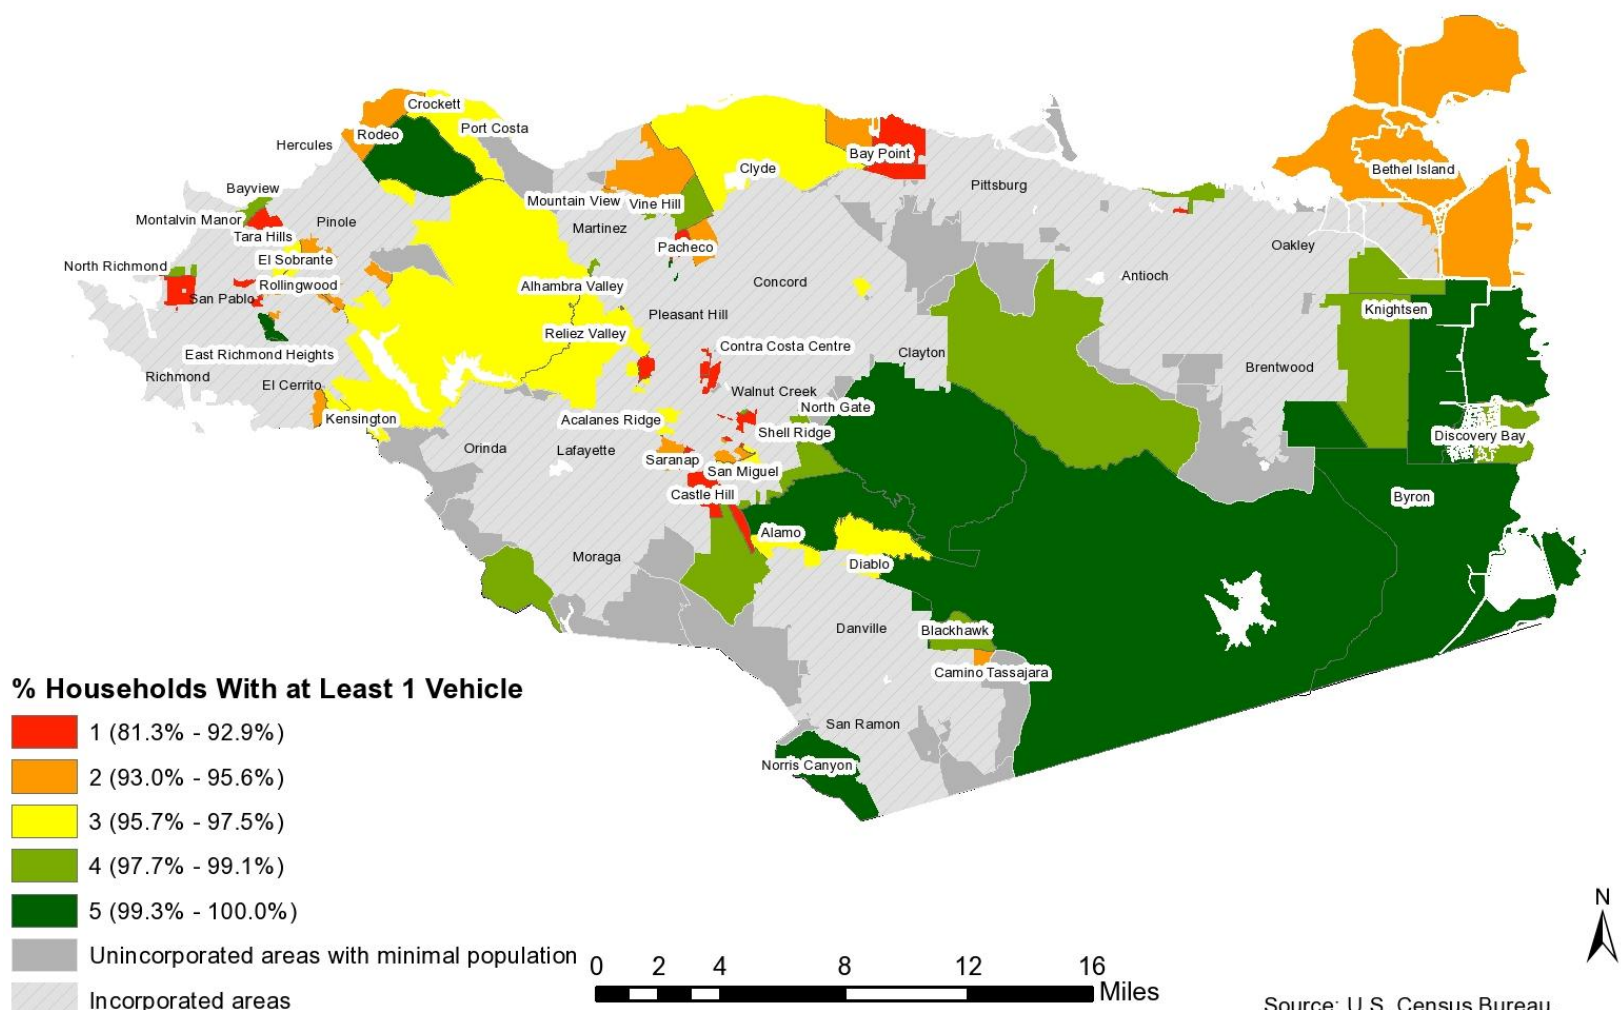 Crockett
Rodeo
Port Costa
Hercules
Bay Point
Clyde
Bethel Island
Bayview
Pittsburg
Mountain View
Vine Hill
Montalvin Manor
Pinole
Martinez
Tara Hills
Pacheco
Oakley
El Sobrante
North Richmond
Antioch
Concord
Rollingwood
Alhambra Valley
San Pablo
Knightsen
Pleasant Hill
Reliez Valley
Contra Costa Centre
East Richmond Heights
Clayton
Brentwood
Richmond
El Cerrito
Walnut Creek
North Gate
Kensington
Acalanes Ridge
Shell Ridge
Discovery Bay
Orinda
Lafayette
Saranap
San Miguel
Castle Hill
Byron
Alamo
Moraga
Diablo
Danville
Blackhawk
Camino Tassajara
San Ramon
Norris Canyon
% Households With at Least 1 Vehicle
1 (81.3% - 92.9%)
2 (93.0% - 95.6%)
3 (95.7% - 97.5%)
4 (97.7% - 99.1%)
5 (99.3% - 100.0%)
Unincorporated areas with minimal population
Incorporated areas
0 2 4 8 12 16
Miles
N
Source: U.S. Census Bureau